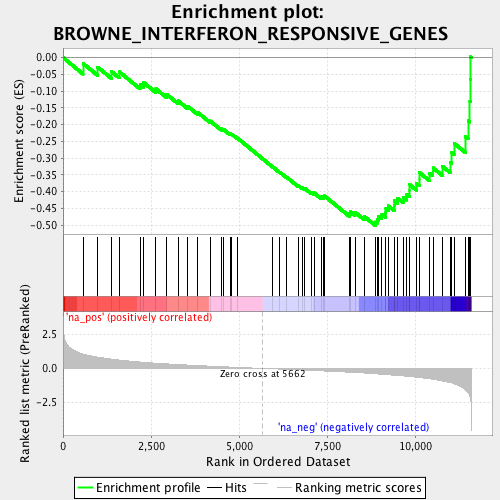 Enrichment plot:
BROWNE_INTERFERON_RESPONSIVE_GENES
Enrichment score (ES)
0.00
-0.05
-0.10
-0.15
-0.20
-0.25
-0.30
-0.35
-0.40
-0.45
-0.50
Ranked list metric (PreRanked)
2.5
0.0
-2.5
'na_pos' (positively correlated)
Zero cross at 5662
'na_neg' (negatively correlated)
0
2,500
5,000
7,500
10,000
Rank in Ordered Dataset
Enrichment profile
Hits
Ranking metric scores